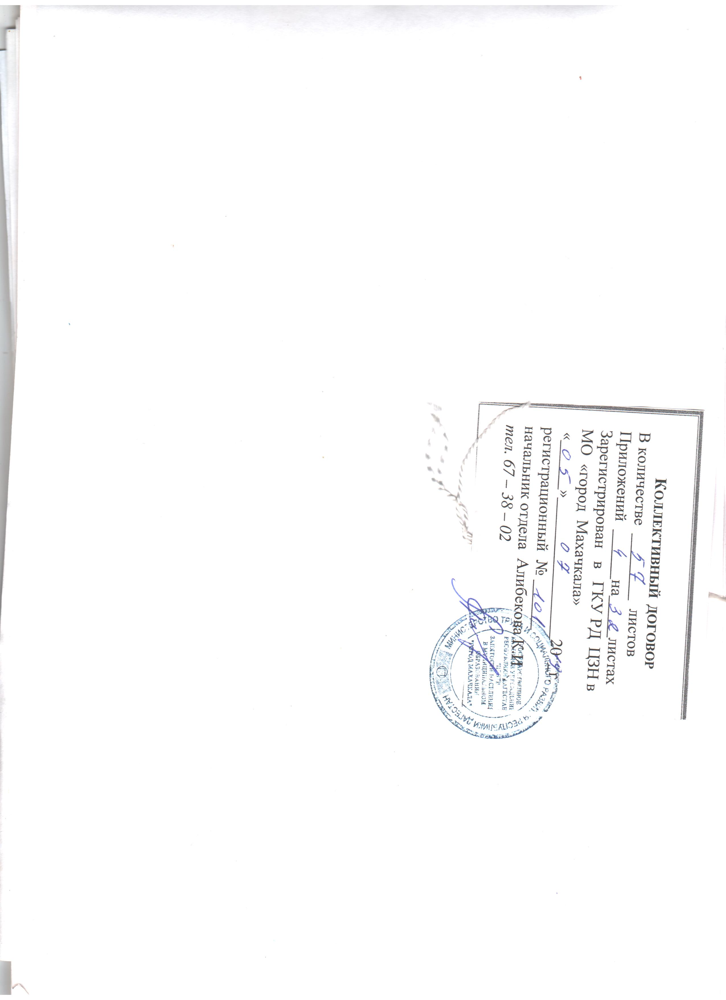 Коллективный договор
В количестве 57 листов
Приложений 4 на 32 листах
Зарегистрирован в ГКУ РД ЦЗН в
МО «город Махачкала»
« 05 » 07 20 г
регистрационный № 101
начальник отдела Алибекова К И
тел. 67 – 38 – 02
МИНИСТЕРСТВО ТРУДА И СОЦИАЛЬНОГО РАЗВИТИЯ РЕСПУБЛИКИ ДАГЕСТАН
ГОСУДАРСТВЕННОЕ
КАЗЕННОЕ УЧРЕЖДЕНИЕ
РЕСПУБЛИКИ ДАГЕСТАН
"ЦЕНТР
ЗАНЯТОСТИ НАСЕЛЕНИЯ
В МУНИЦИПАЛЬНОМ
ОБРАЗОВАНИИ
"ГОРОД МАХАЧКАЛА"